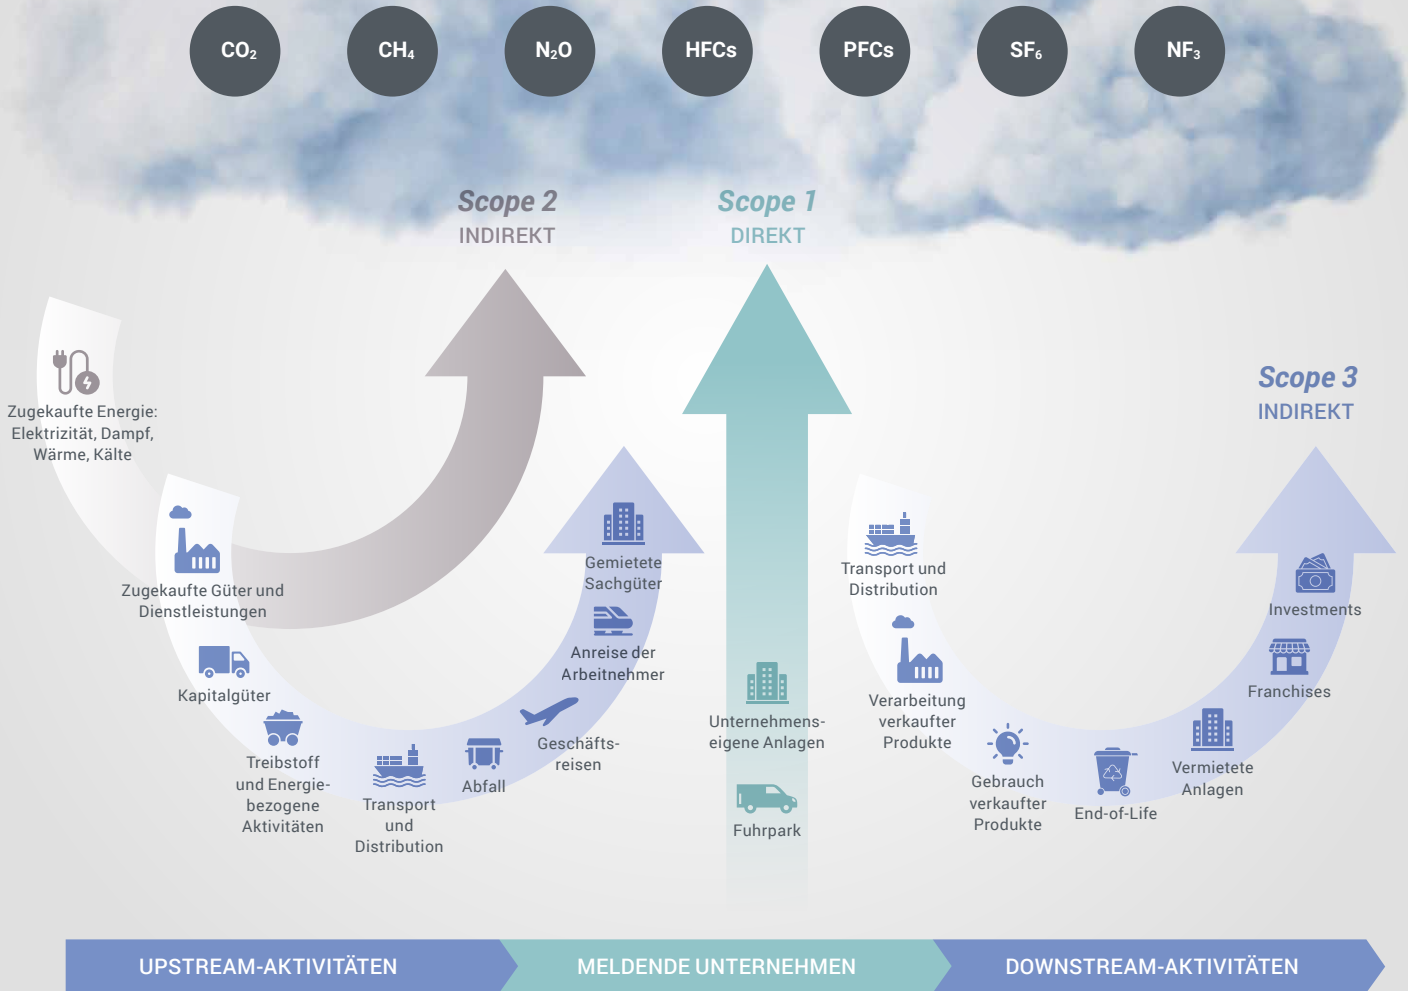 CO₂
CH₄
N₂O
HFCs
PFCs
SF₆
NF₃
Scope 2
INDIREKT
Scope 1
DIREKT
Scope 3
INDIREKT
Zugekaufte Energie:
Elektrizität, Dampf,
Wärme, Kälte
Zugekaufte Güter und
Dienstleistungen
Kapitalgüter
Treibstoff
und Energie-
bezogene
Aktivitäten
Transport
und
Distribution
Abfall
Geschäfts-
reisen
Anreise der
Arbeitnehmer
Gemietete
Sachgüter
Unternehmens-
eigene Anlagen
Fuhrpark
Transport und
Distribution
Verarbeitung
verkaufter
Produkte
Gebrauch
verkaufter
Produkte
End-of-Life
Vermietete
Anlagen
Franchises
Investments
UPSTREAM-AKTIVITÄTEN
MELDENDE UNTERNEHMEN
DOWNSTREAM-AKTIVITÄTEN